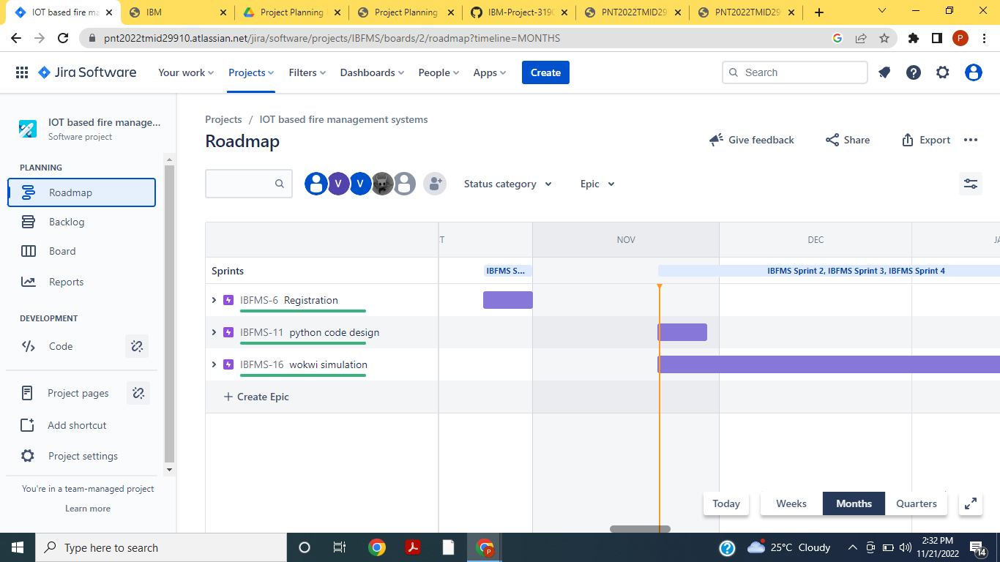 IOT based fire ma
IBM
Project Planning
Project Planning
IBM-Project-3190
PNT2022TMID29
PNT2022TMID29
pnt2022tmid29910.atlassian.net/jira/software/projects/IBFMS/boards/2/roadmap?timeline=MONTHS
P
Jira Software
Your work
Projects
Filters
Dashboards
People
Apps
Create
Search
IOT based fire manage...
Software project
PLANNING
Roadmap
Backlog
Board
Reports
DEVELOPMENT
Code
Project pages
Add shortcut
Project settings
You're in a team-managed project
Learn more
Projects / IOT based fire management systems
Roadmap
Give feedback
Share
Export
V
V
Status category
Epic
T
NOV
DEC
JA
Sprints
IBFMS S...
IBFMS Sprint 2, IBFMS Sprint 3, IBFMS Sprint 4
IBFMS-6 Registration
IBFMS-11 python code design
IBFMS-16 wokwi simulation
+ Create Epic
Today
Weeks
Months
Quarters
Type here to search
P
25°C Cloudy
2:32 PM
11/21/2022
14